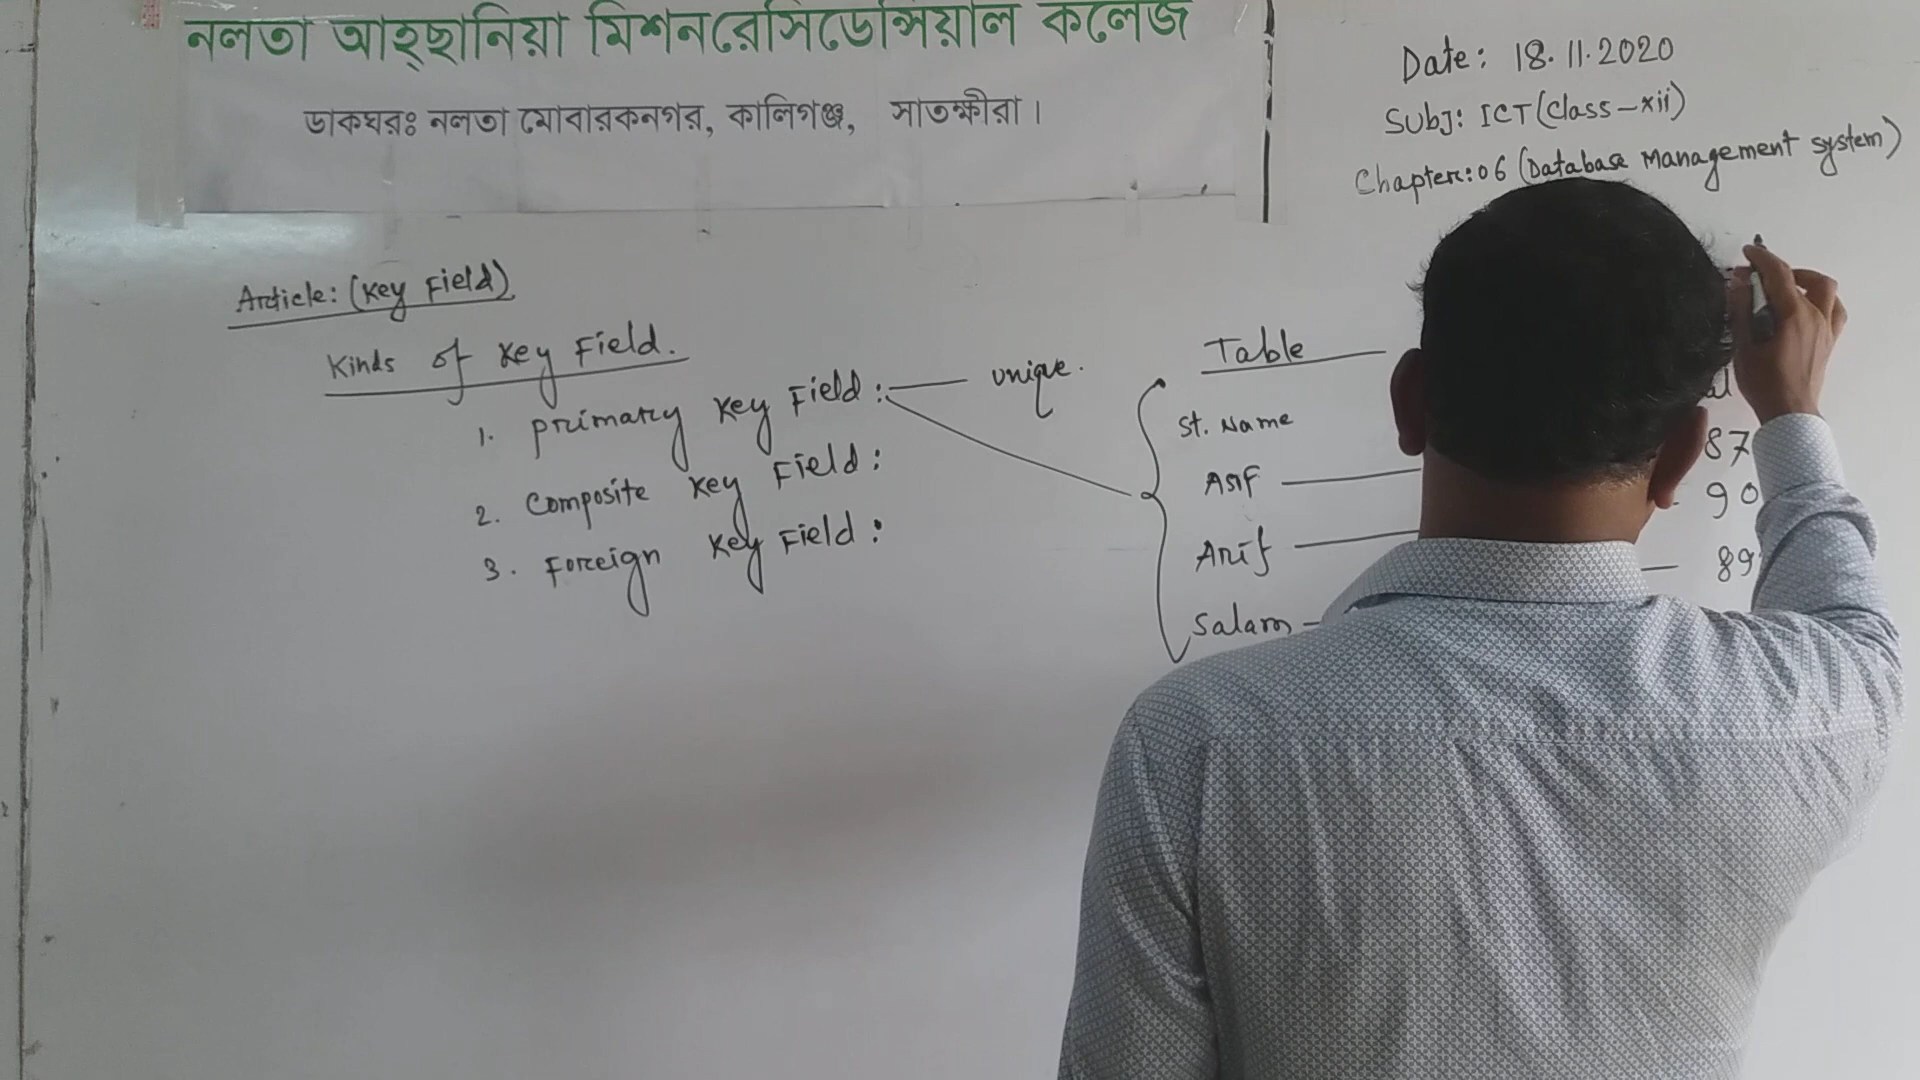 নলতা আহ্ছানিয়া মিশনরেসিডেন্সিয়াল কলেজ
ডাকঘরঃ নলতা মোবারকনগর, কালিগঞ্জ, সাতক্ষীরা।
Date: 18.11.2020
Subj: ICT (Class-xii)
Chapter: 06 (Database Management System)
Article: (Key Field)
Kinds of Key Field.
1. Primary Key Field: unique.
2. Composite Key Field:
3. Foreign Key Field:
Table
St. Name
Asif 87
Arif 90
Salam 89